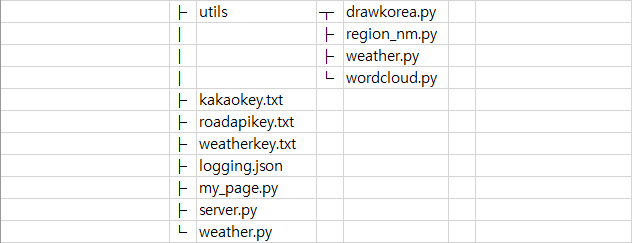 ├ utils ┬ drawkorea.py
│ ├ region_nm.py
│ ├ weather.py
│ └ wordcloud.py
├ kakaokey.txt
├ roadapikey.txt
├ weatherkey.txt
├ logging.json
├ my_page.py
├ server.py
└ weather.py